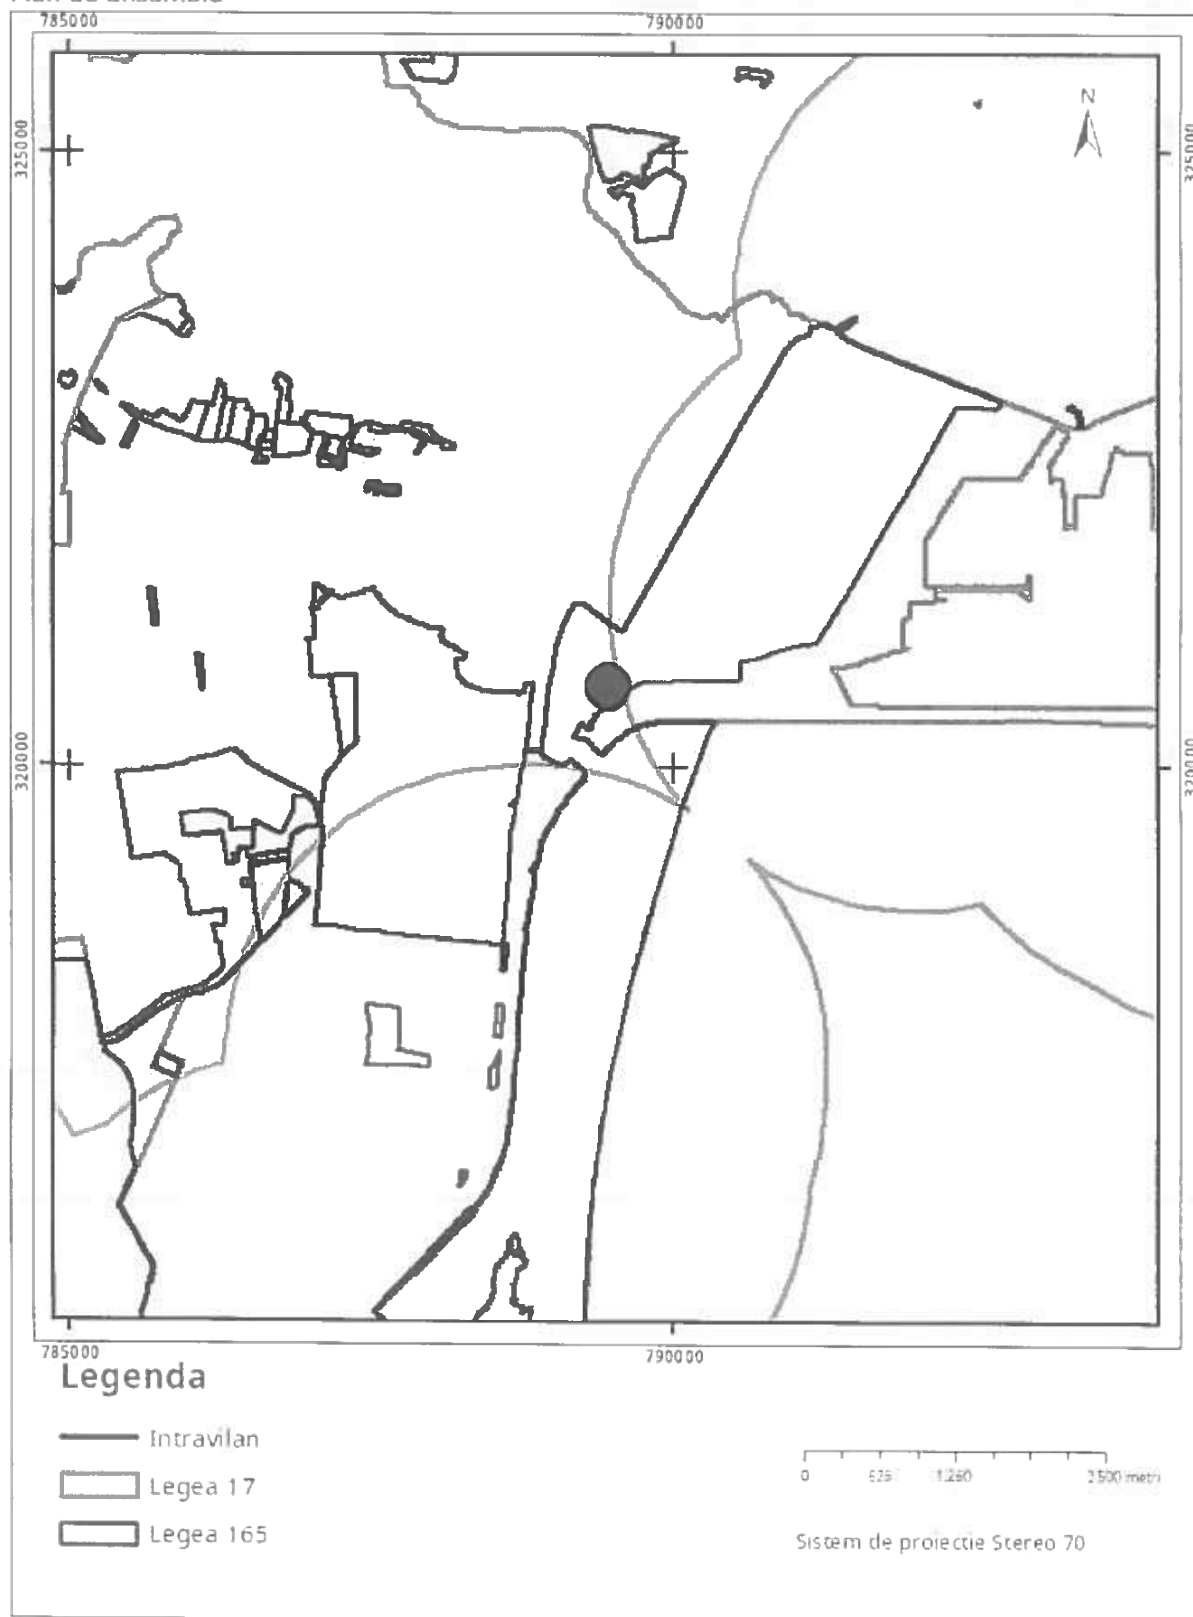 785000
790000
N
325000
320000
320000
785000
790000
Legenda
Intravilan
Legea 17
Legea 165
0
2500 metri
Sistem de proiectie Stereo 70